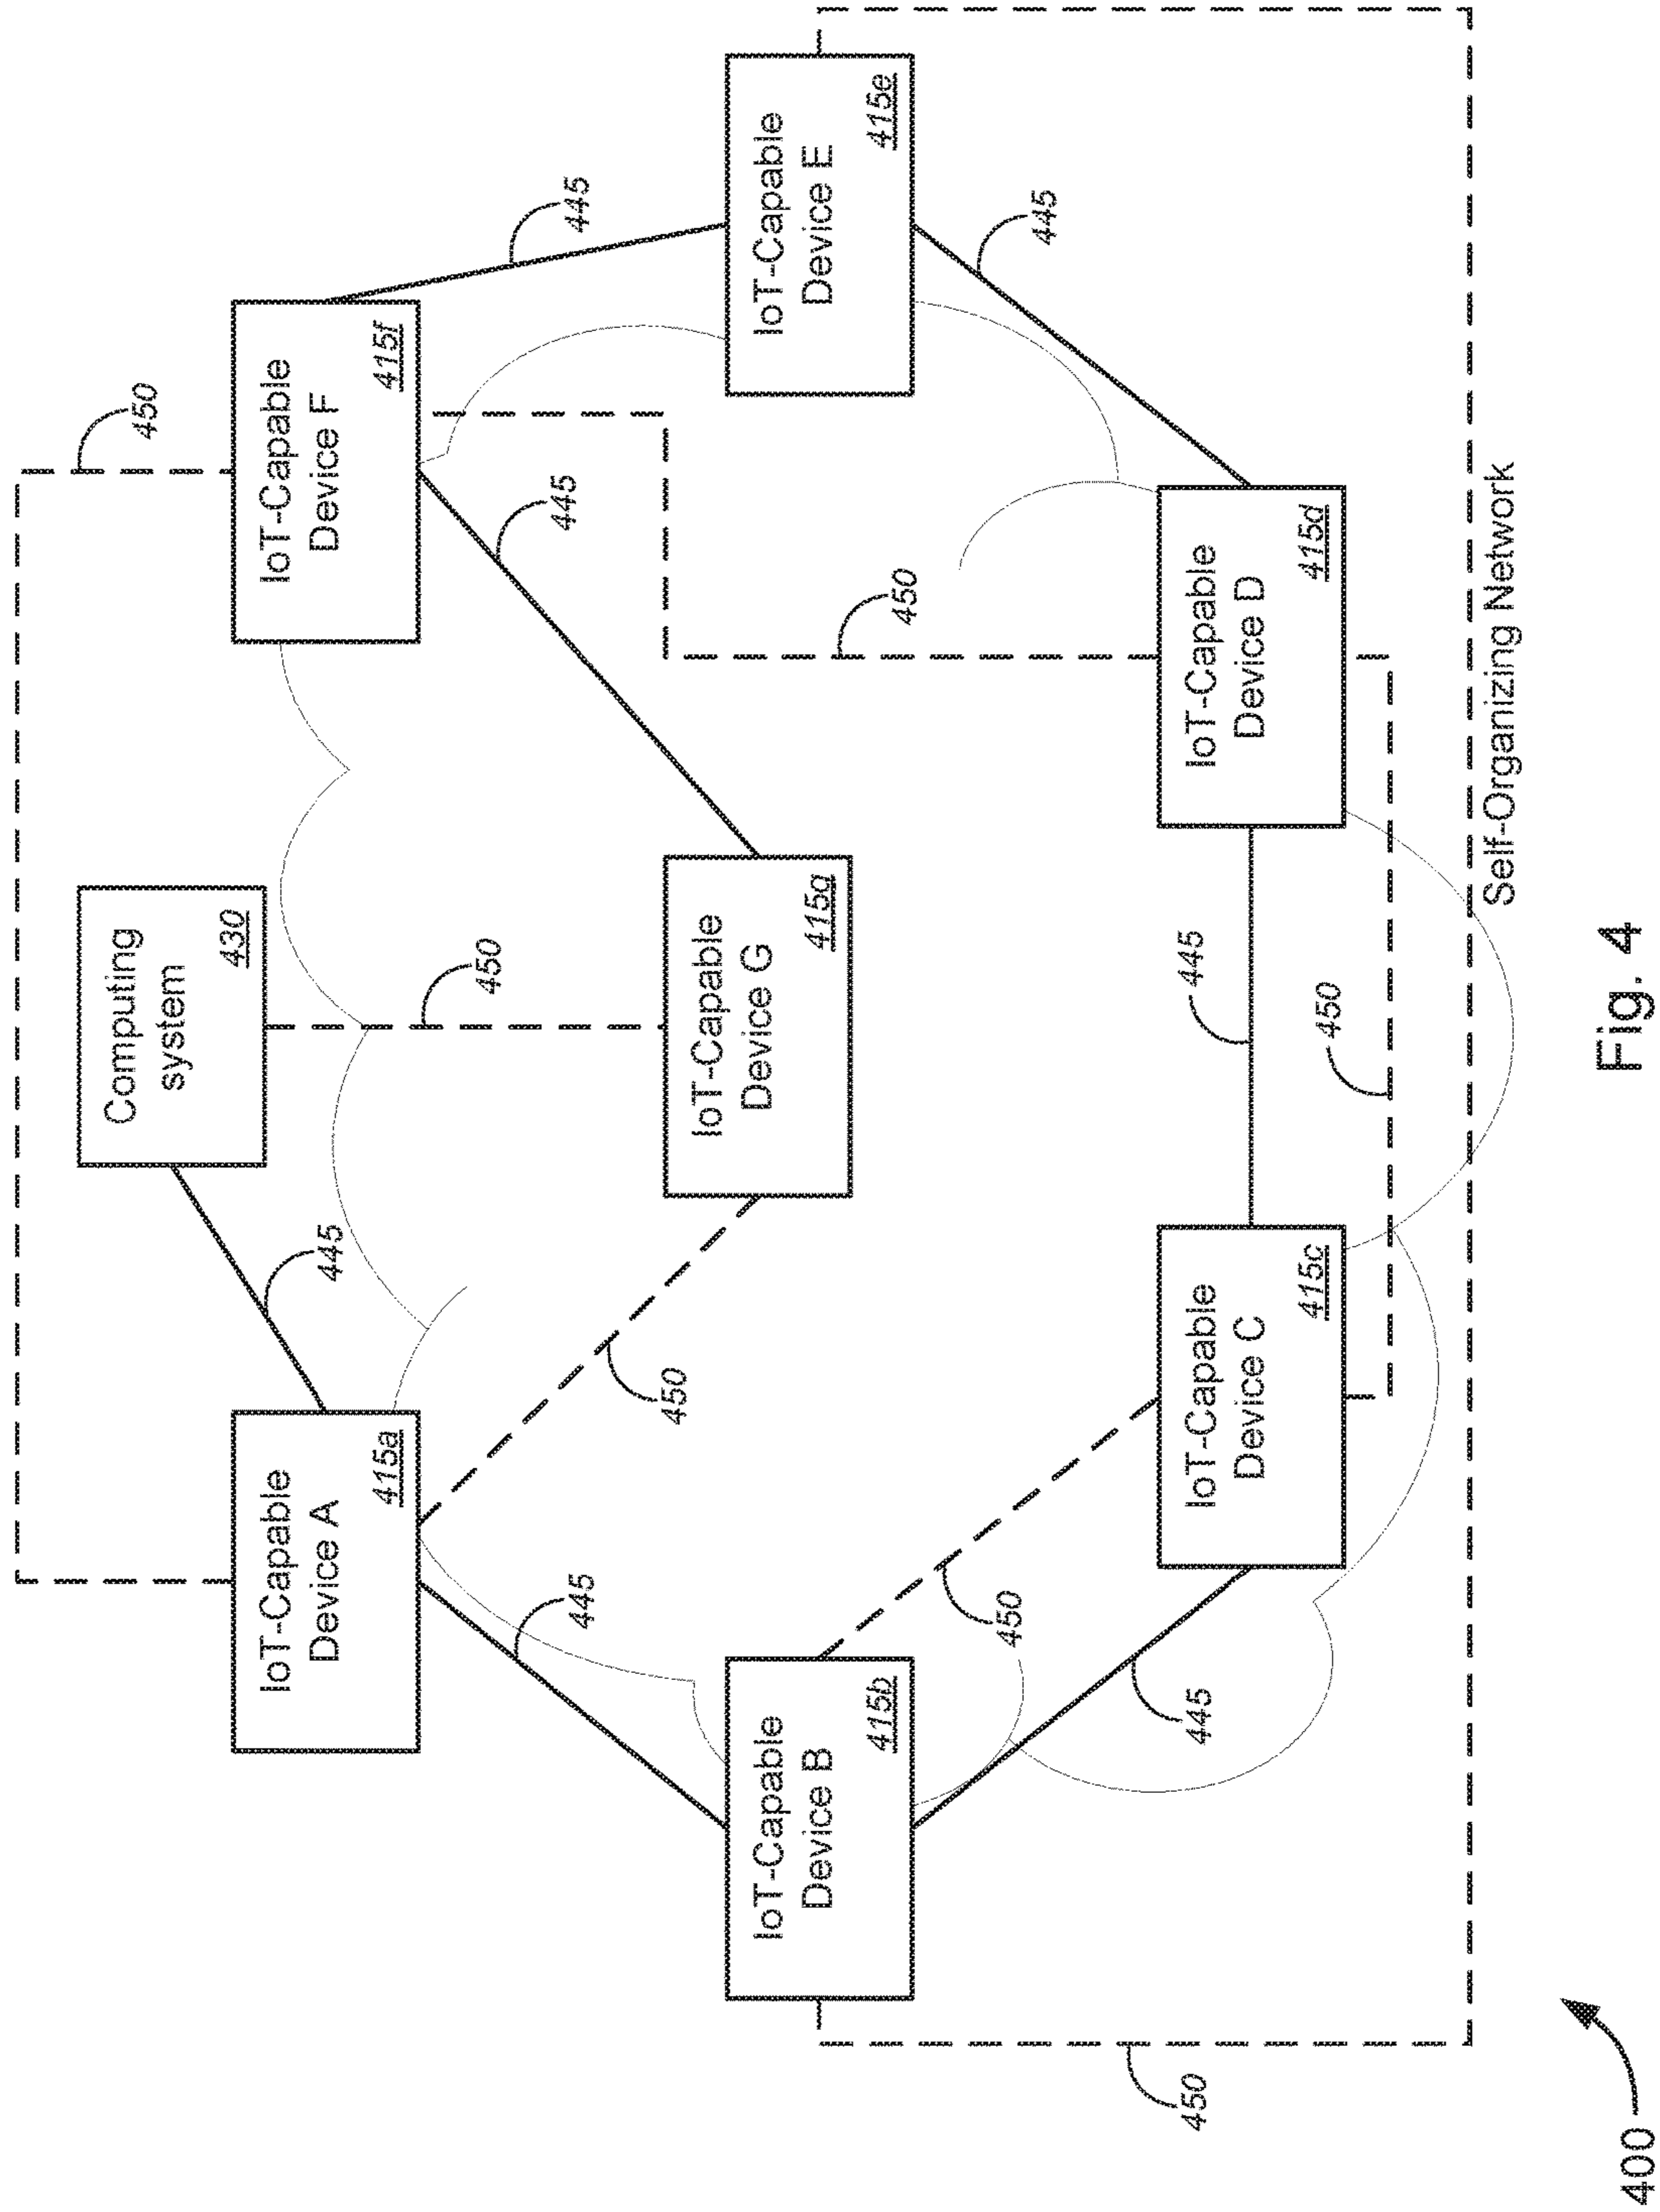 Computing
system
430
450
IoT-Capable
Device A
415a
IoT-Capable
Device F
415f
445
450
445
445
445
450
IoT-Capable
Device G
415g
IoT-Capable
Device B
415b
IoT-Capable
Device E
415e
450
450
445
IoT-Capable
Device C
415c
IoT-Capable
Device D
415d
450
445
445
450
Self-Organizing Network
Fig. 4
400